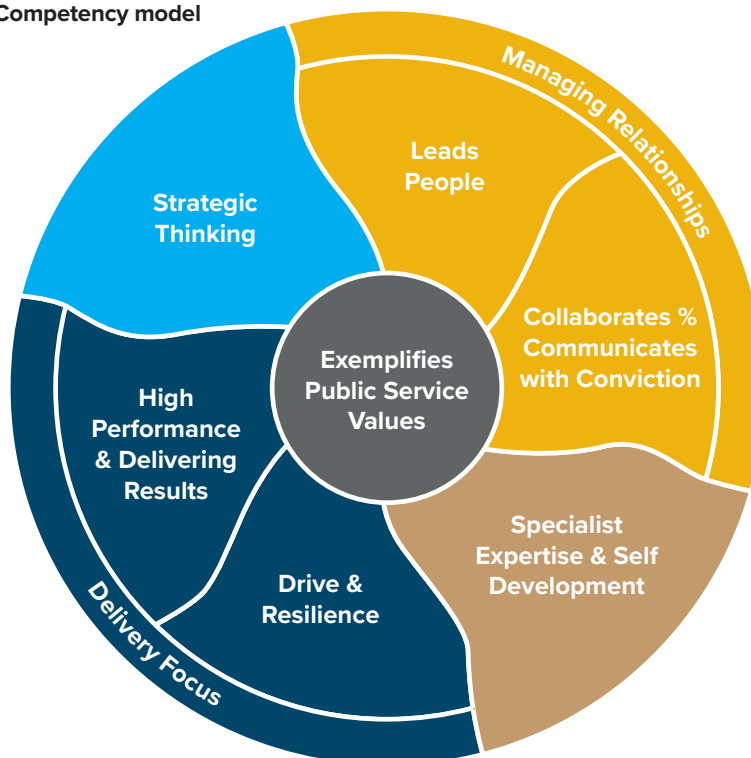 Competency model
Managing Relationships
Leads
People
Strategic
Thinking
Collaborates %
Communicates
with Conviction
Exemplifies
Public Service
Values
High
Performance
& Delivering
Results
Specialist
Expertise & Self
Development
Drive &
Resilience
Delivery Focus